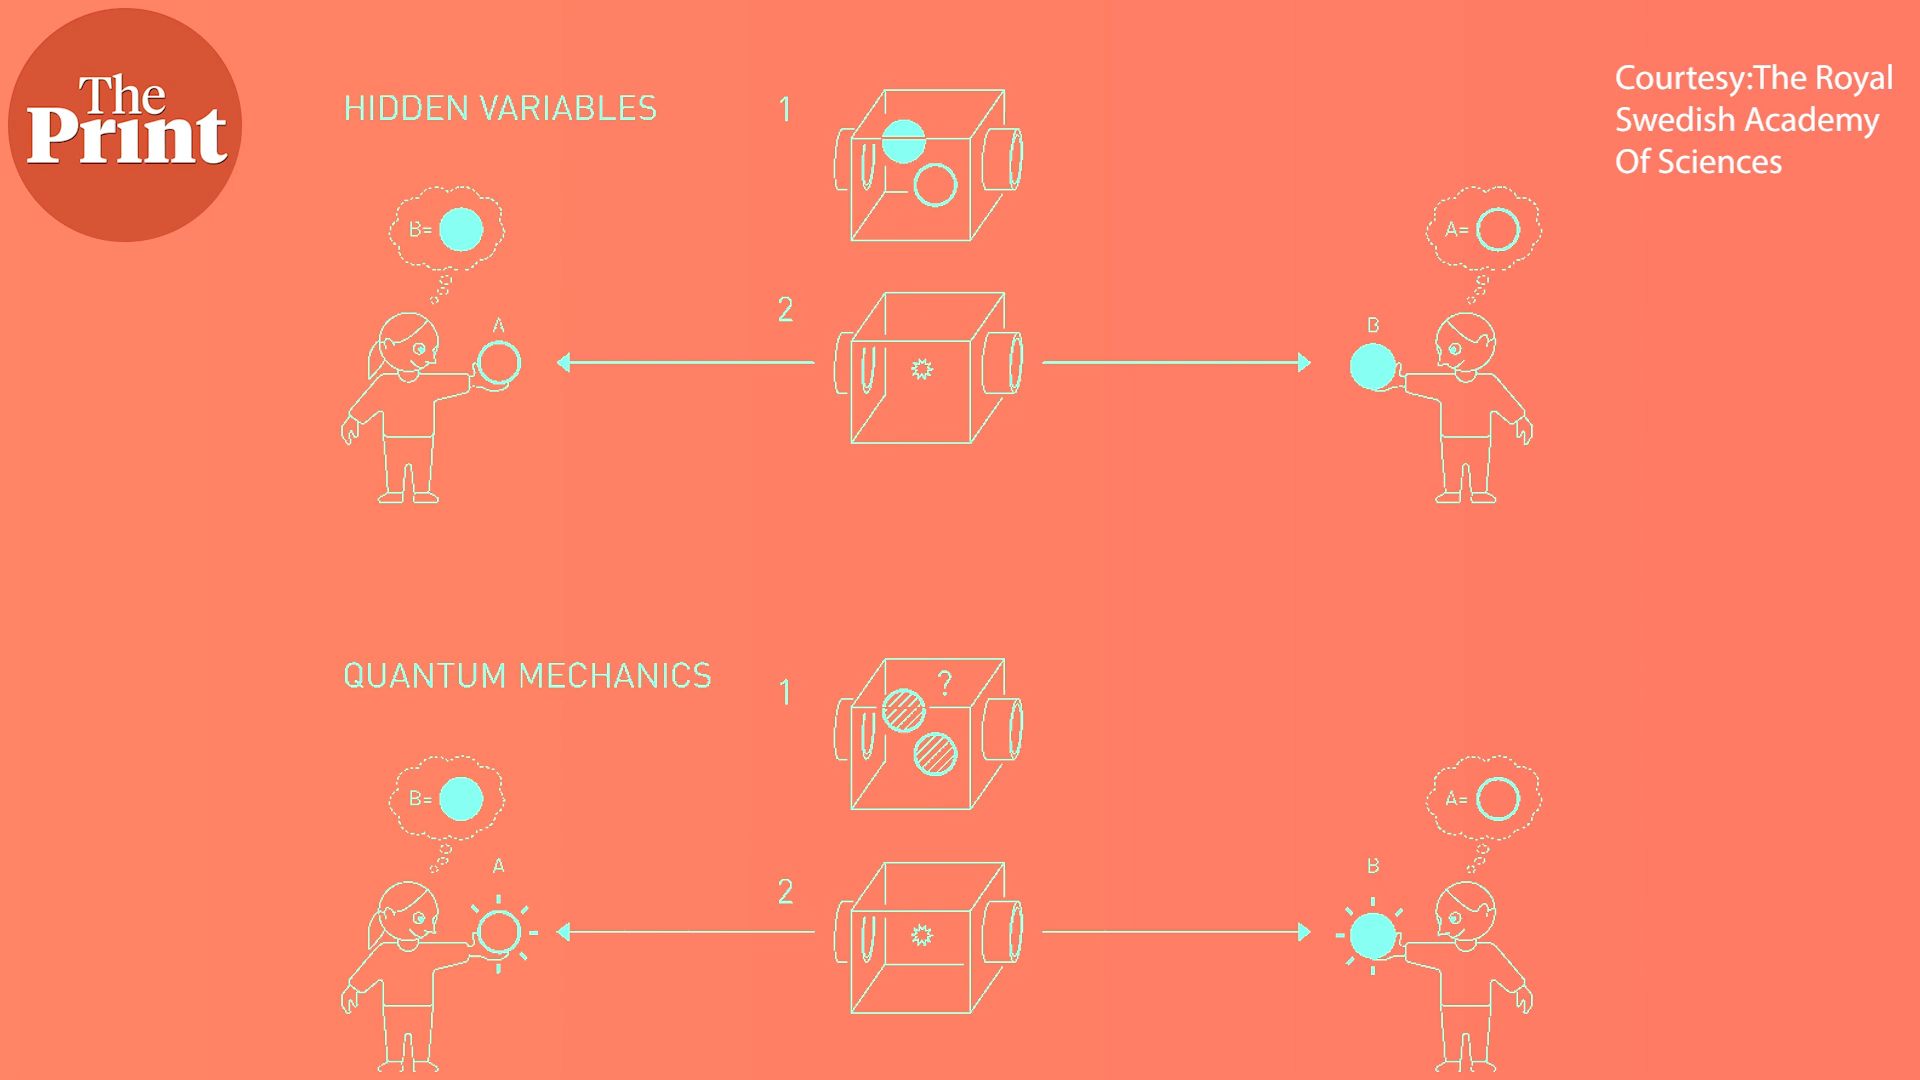 The
Print
Courtesy:The Royal
Swedish Academy
Of Sciences
HIDDEN VARIABLES
1
B=
A=
2
A
B
QUANTUM MECHANICS
1
?
B=
A=
2
A
B